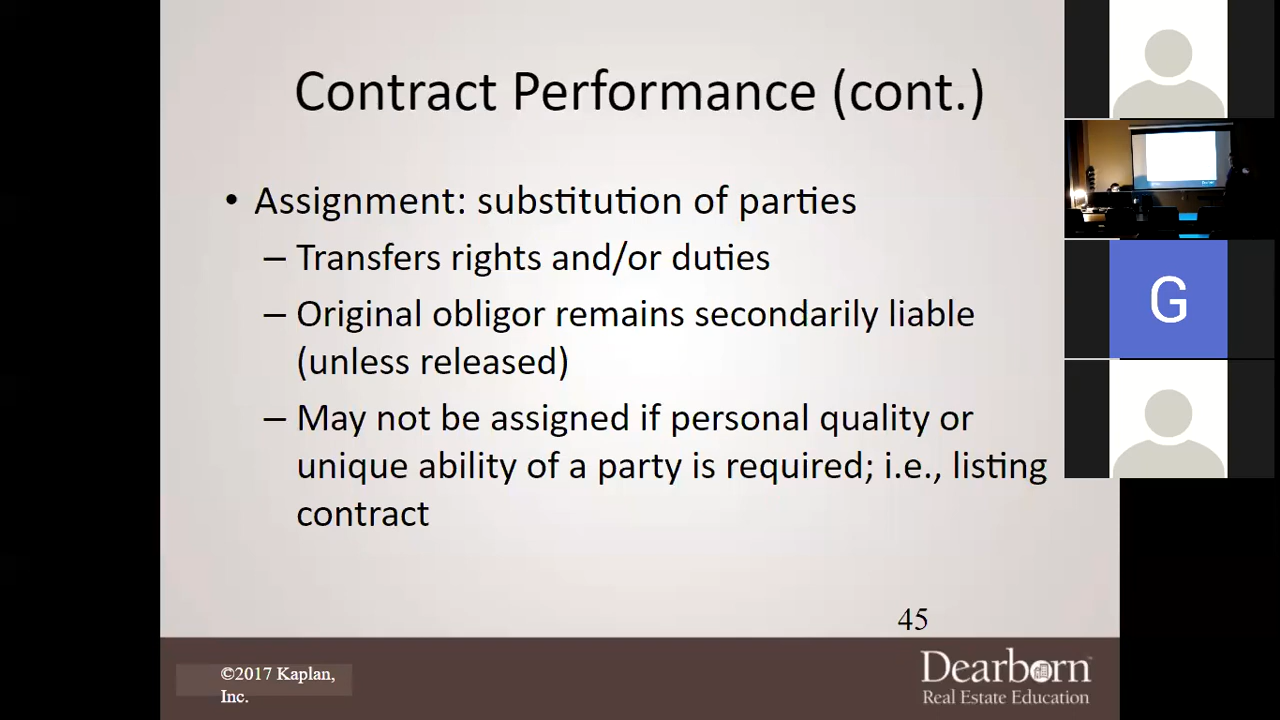 Contract Performance (cont.)
• Assignment: substitution of parties
– Transfers rights and/or duties
– Original obligor remains secondarily liable
(unless released)
– May not be assigned if personal quality or
unique ability of a party is required; i.e., listing
contract
45
©2017 Kaplan,
Inc.
Dearborn
Real Estate Education
G